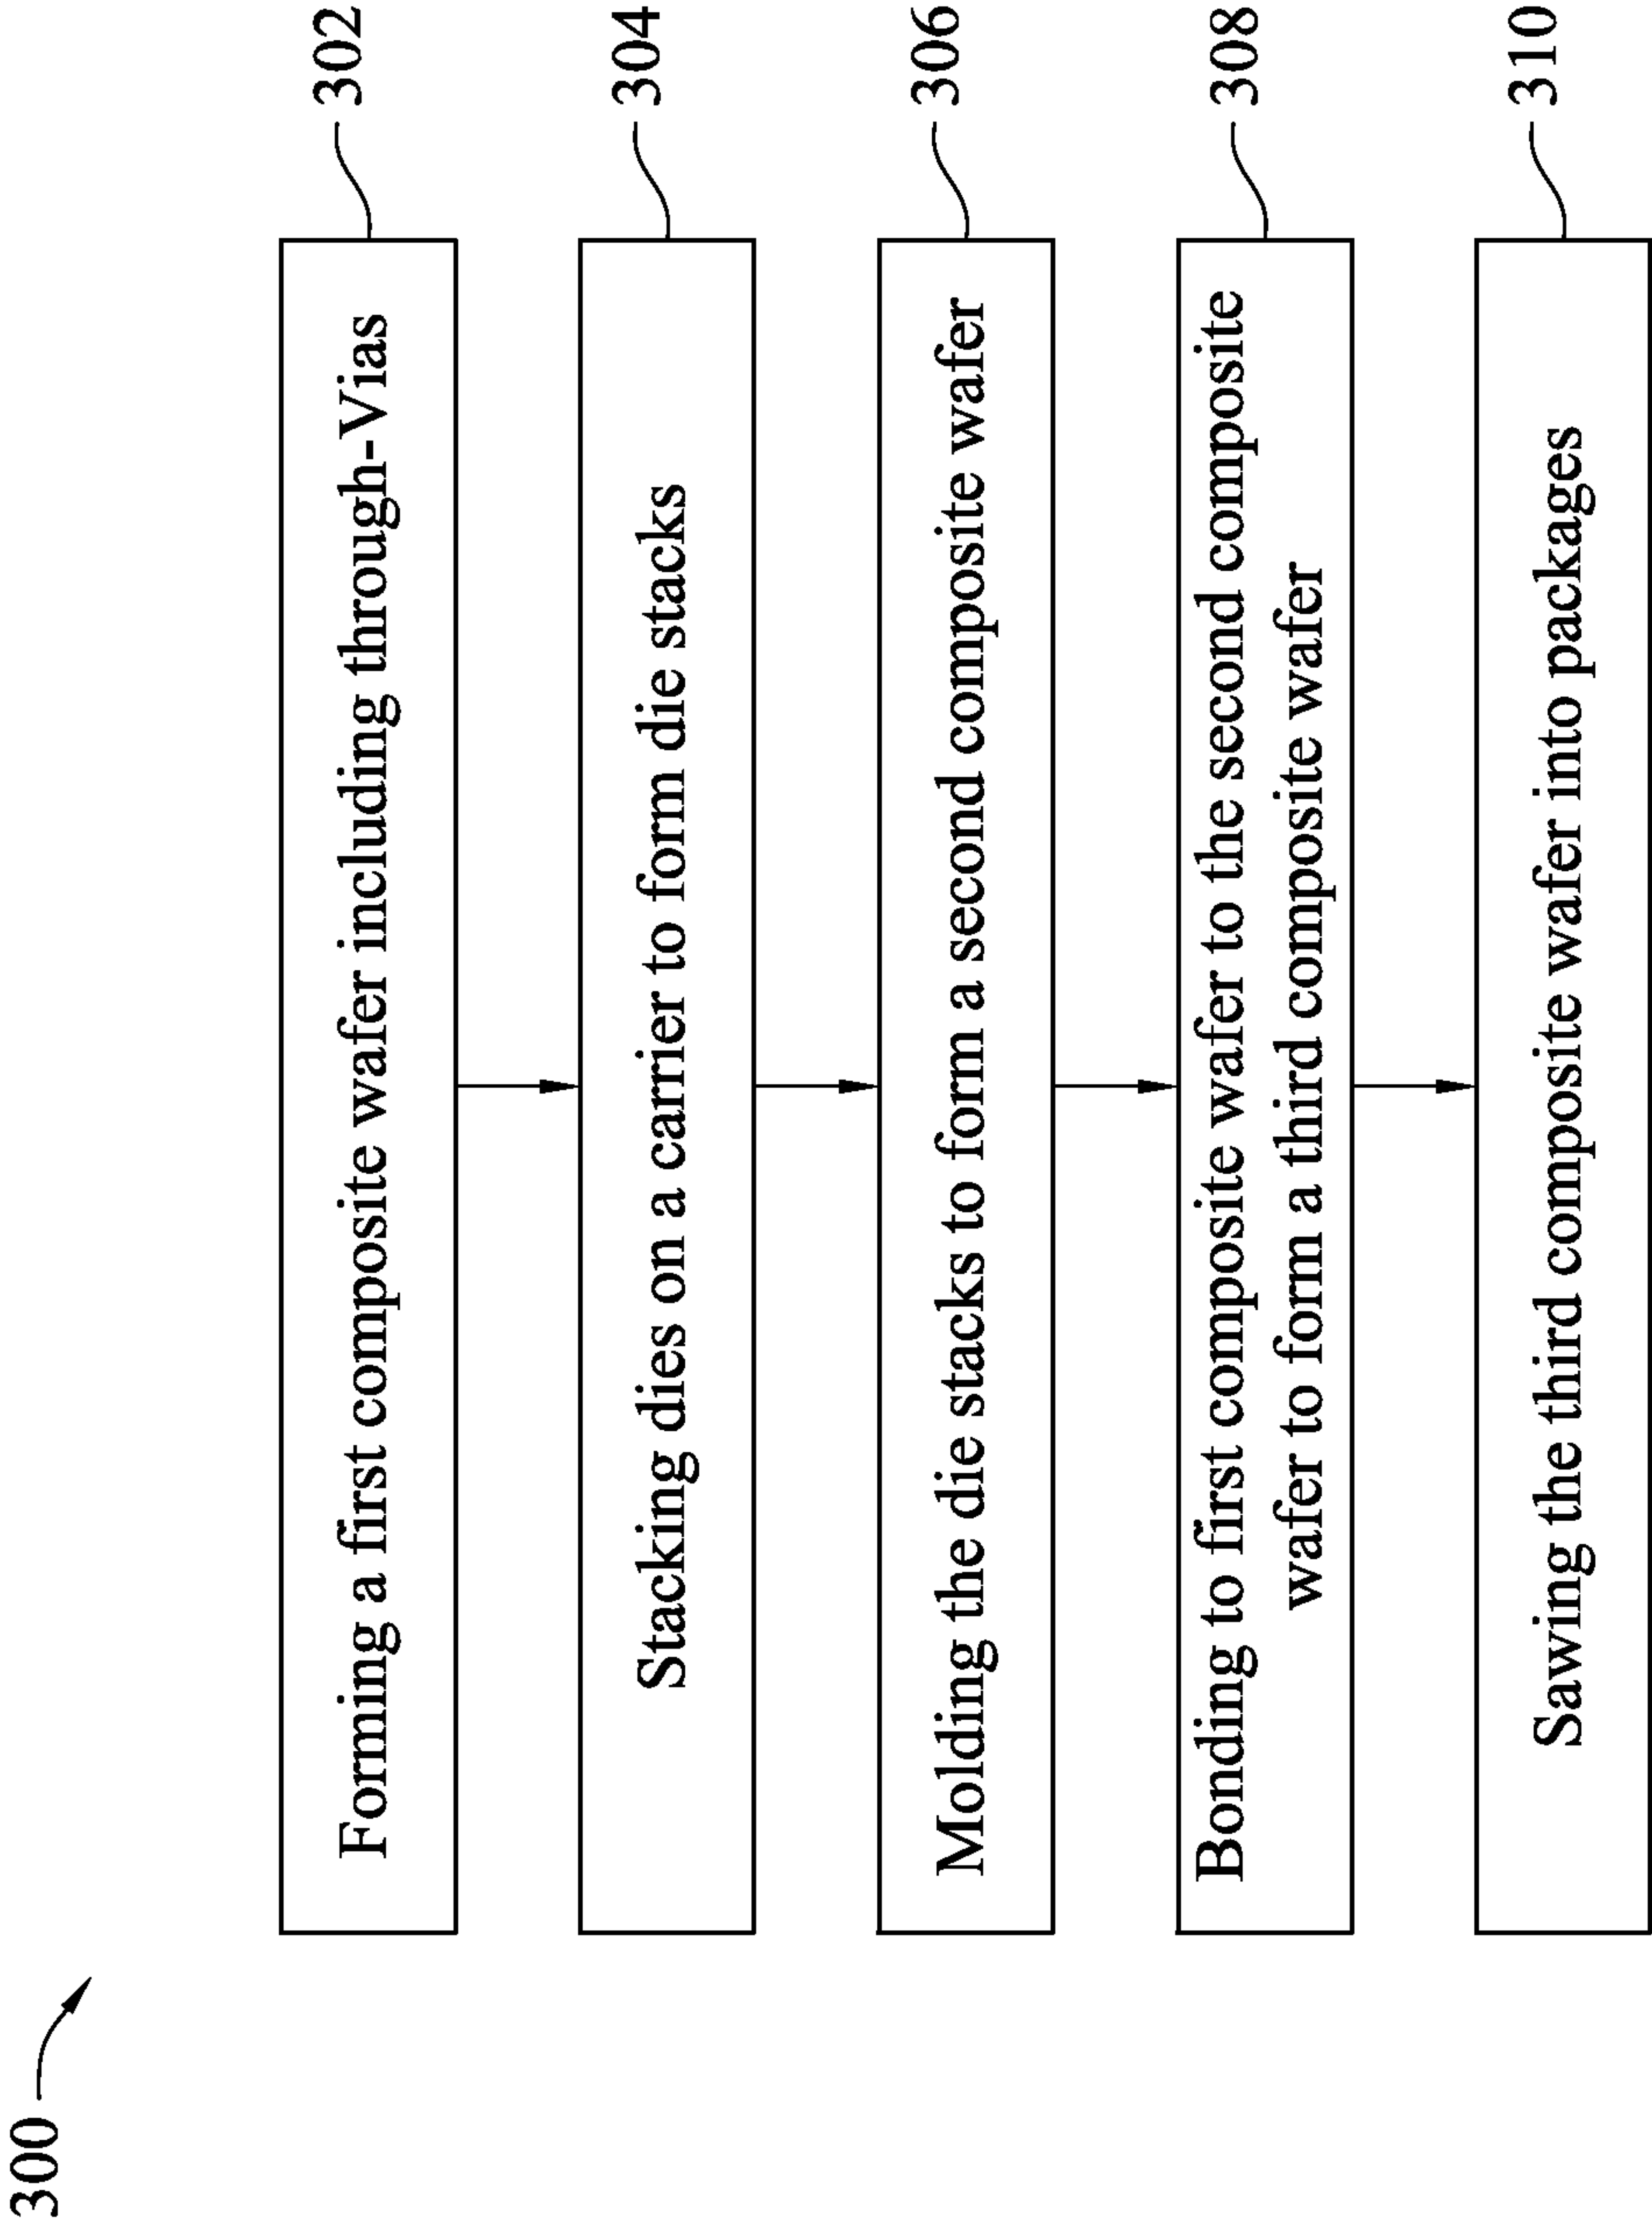 300
Forming a first composite wafer including through-Vias
302
Stacking dies on a carrier to form die stacks
304
Molding the die stacks to form a second composite wafer
306
Bonding to first composite wafer to the second composite
wafer to form a third composite wafer
308
Sawing the third composite wafer into packages
310